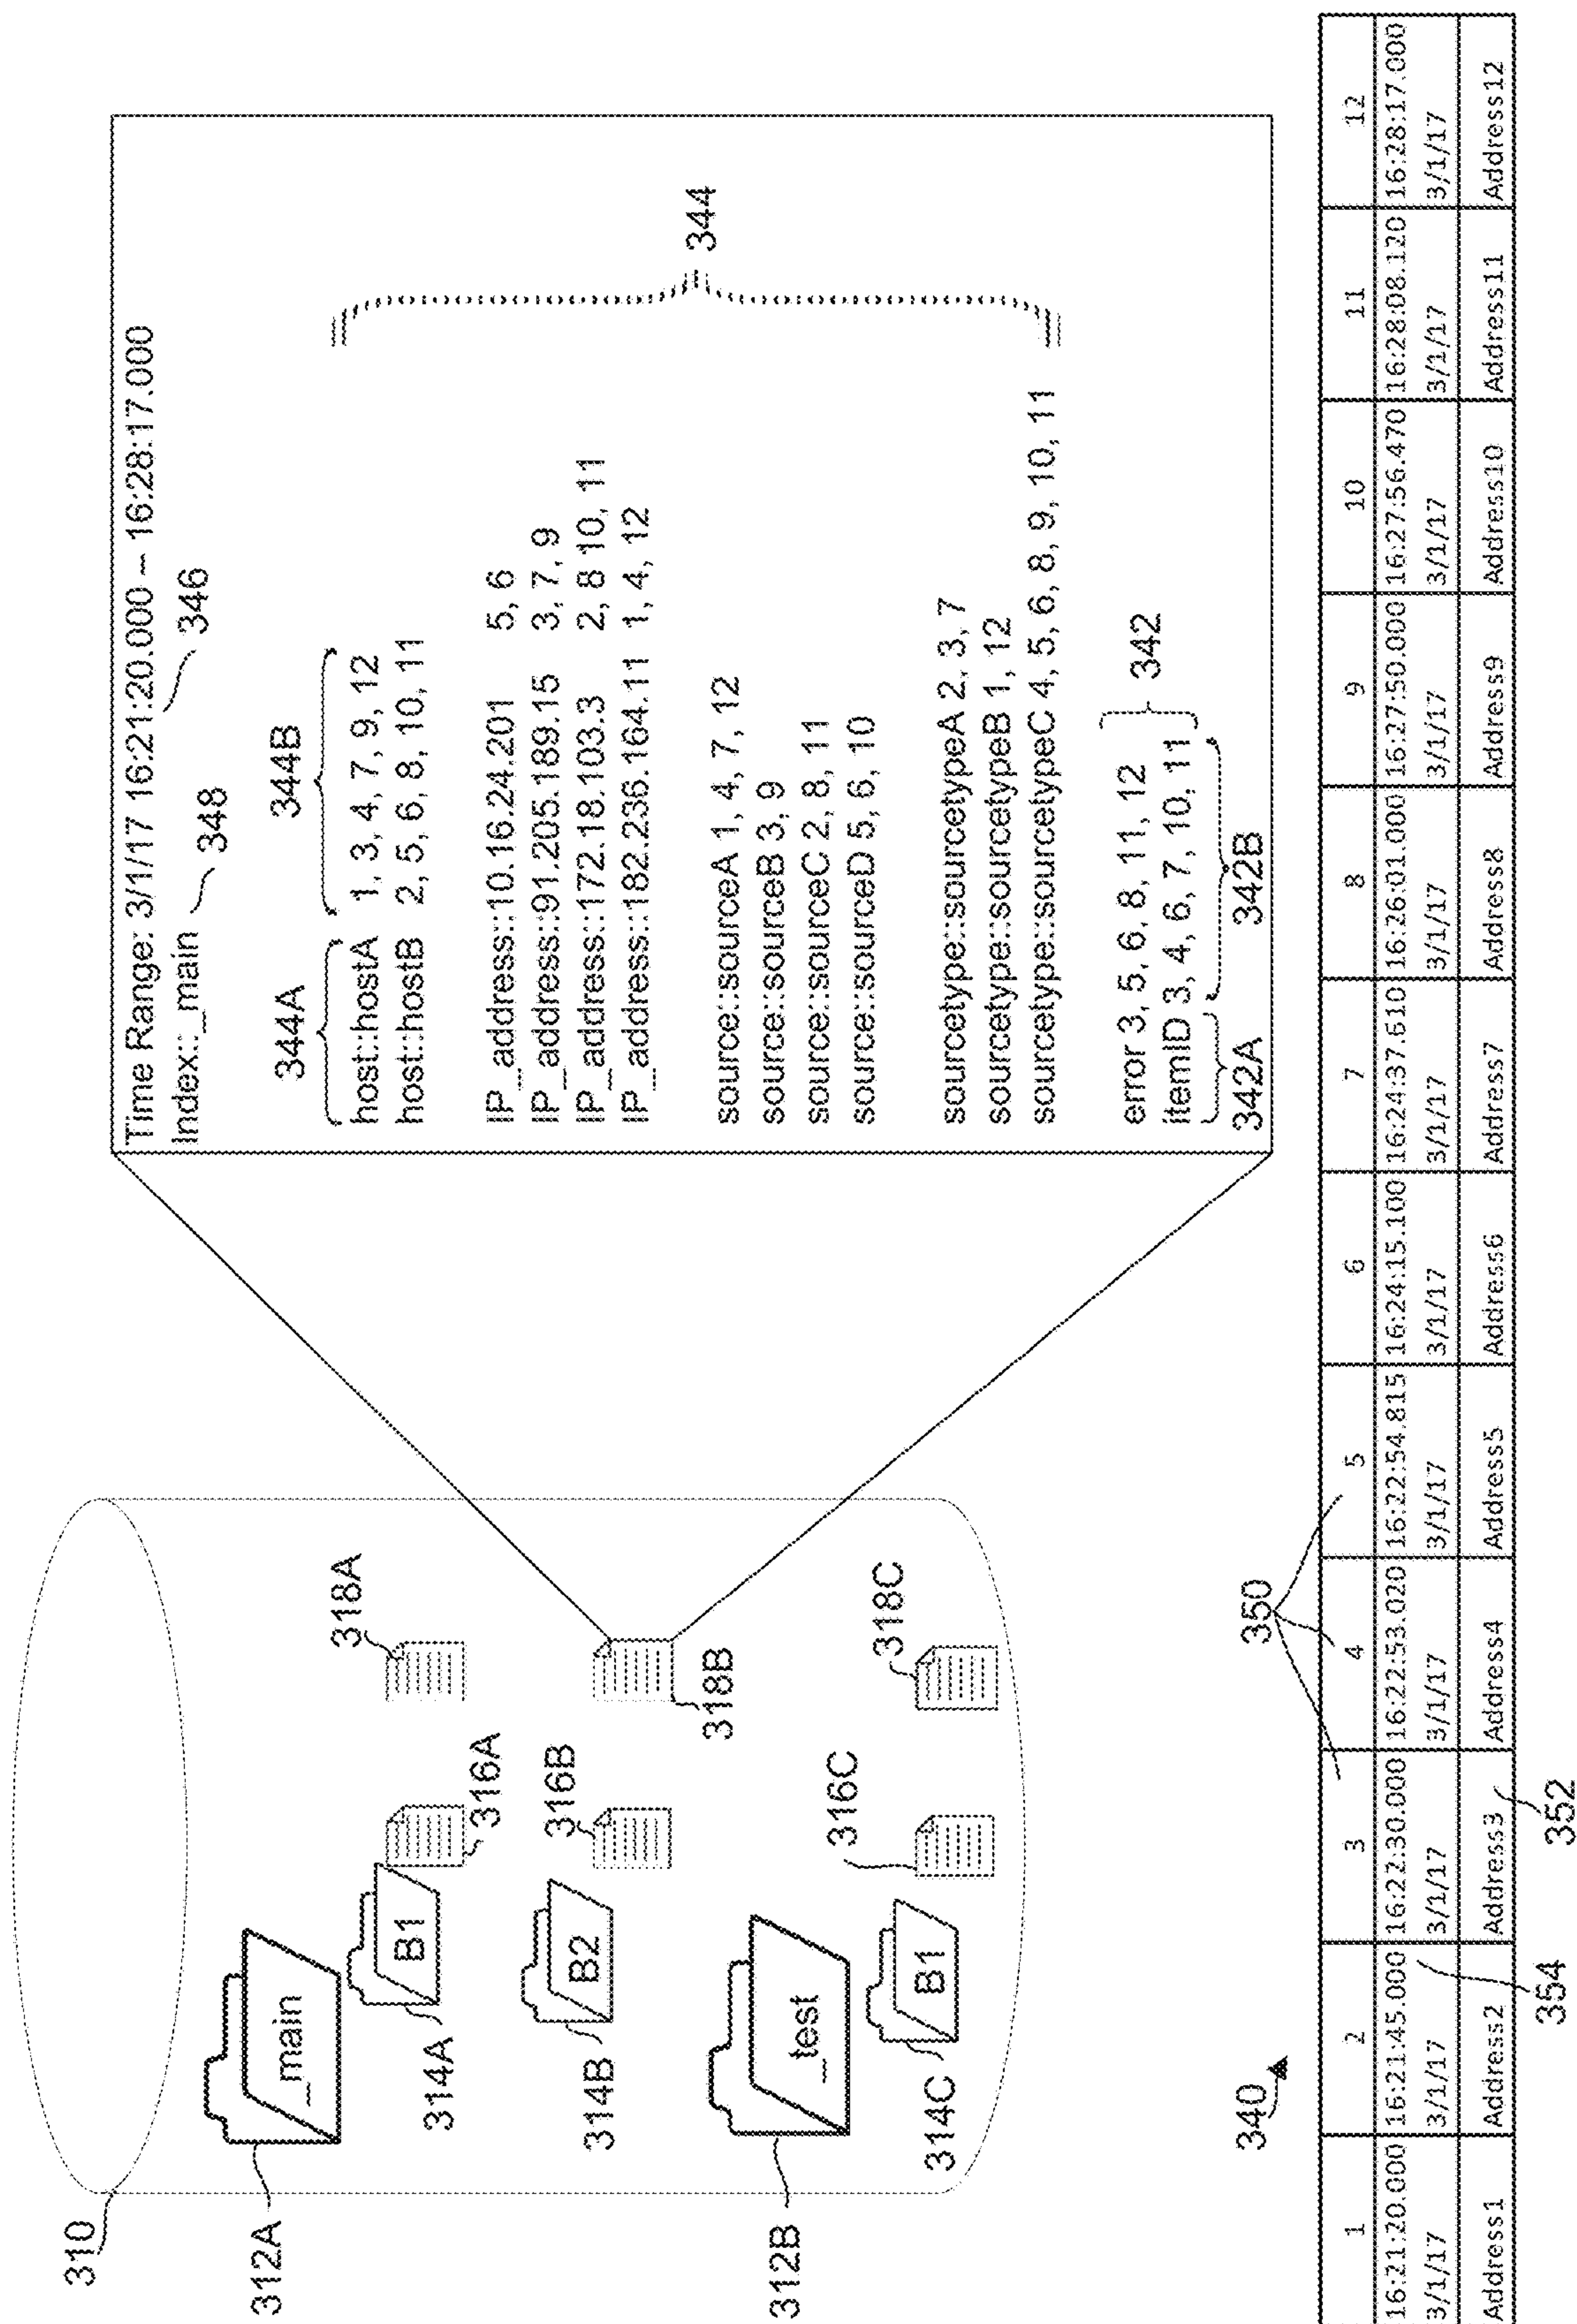 310
312A
_main
314A
B1
316A
318A
314B
B2
316B
318B
312B
_test
314C
B1
316C
318C
Time Range: 3/1/17 16:21:20.000 – 16:28:17.000
Index::_main
348
346
344A
344B
host::hostA 1, 3, 4, 7, 9, 12
host::hostB 2, 5, 6, 8, 10, 11
IP_address::10.16.24.201 5, 6
IP_address::91.205.189.15 3, 7, 9
IP_address::172.18.103.3 2, 8 10, 11
IP_address::182.236.164.11 1, 4, 12
344
source::sourceA 1, 4, 7, 12
source::sourceB 3, 9
source::sourceC 2, 8, 11
source::sourceD 5, 6, 10
sourcetype::sourcetypeA 2, 3, 7
sourcetype::sourcetypeB 1, 12
sourcetype::sourcetypeC 4, 5, 6, 8, 9, 10, 11
error 3, 5, 6, 8, 11, 12
itemID 3, 4, 6, 7, 10, 11
342
342A
342B
340
350
1 2 3 4 5 6 7 8 9 10 11 12
16:21:20.000 16:21:45.000 16:22:30.000 16:22:53.020 16:22:54.815 16:24:15.100 16:24:37.610 16:26:01.000 16:27:50.000 16:27:56.470 16:28:08.120 16:28:17.000
3/1/17 3/1/17 3/1/17 3/1/17 3/1/17 3/1/17 3/1/17 3/1/17 3/1/17 3/1/17 3/1/17 3/1/17
Address1 Address2 Address3 Address4 Address5 Address6 Address7 Address8 Address9 Address10 Address11 Address12
354
352